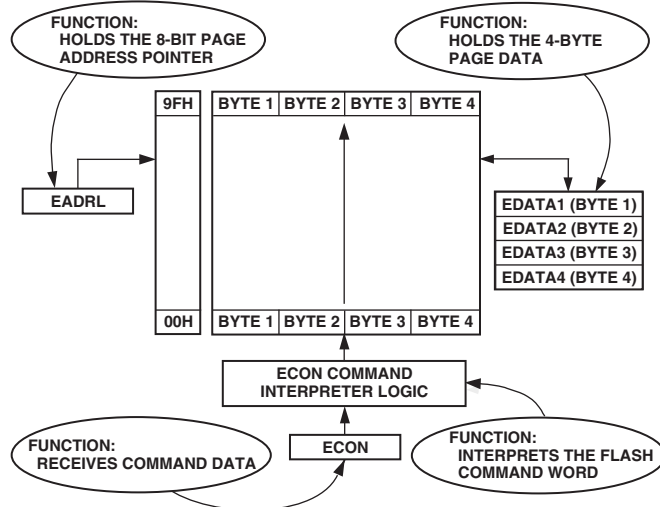 FUNCTION:
HOLDS THE 8-BIT PAGE
ADDRESS POINTER
FUNCTION:
HOLDS THE 4-BYTE
PAGE DATA
9FH
BYTE 1 BYTE 2 BYTE 3 BYTE 4
EADRL
EDATA1 (BYTE 1)
EDATA2 (BYTE 2)
EDATA3 (BYTE 3)
EDATA4 (BYTE 4)
00H
BYTE 1 BYTE 2 BYTE 3 BYTE 4
ECON COMMAND
INTERPRETER LOGIC
FUNCTION:
RECEIVES COMMAND DATA
ECON
FUNCTION:
INTERPRETS THE FLASH
COMMAND WORD